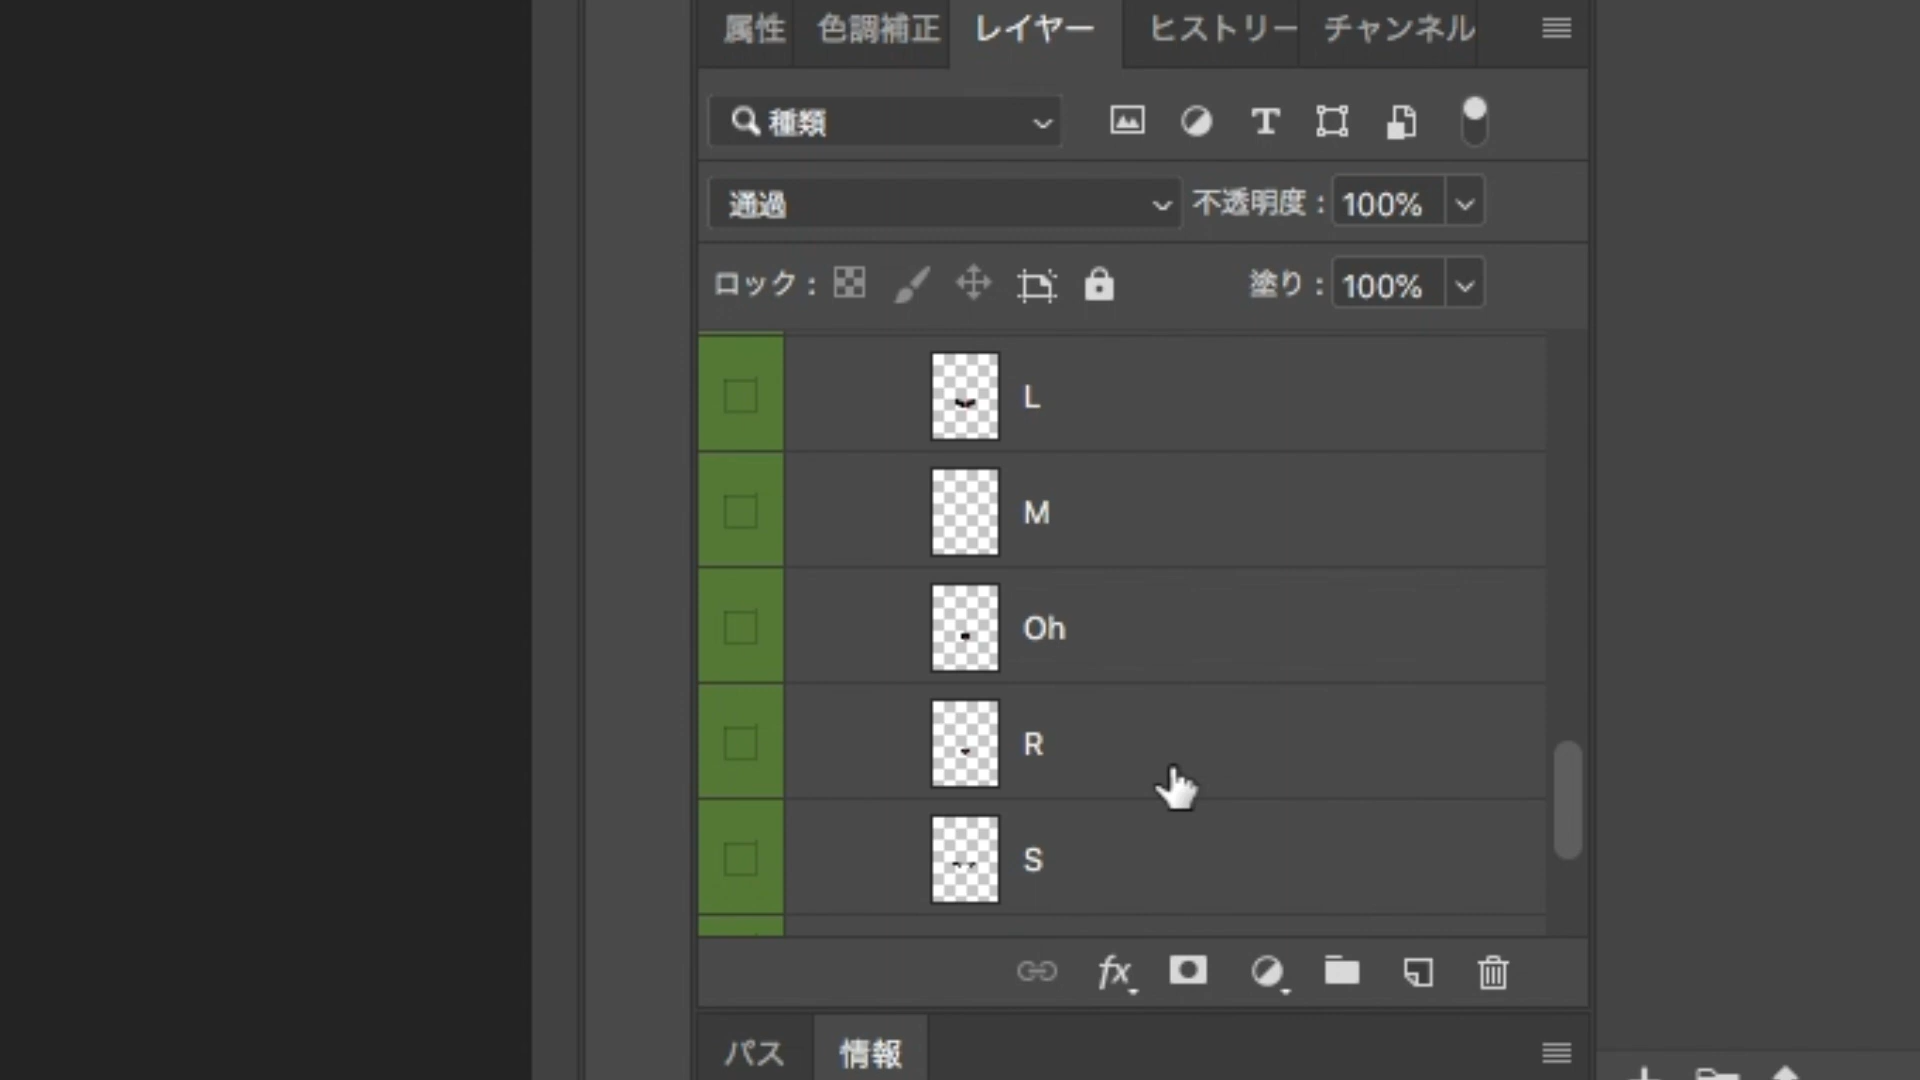 属性 色調補正 レイヤー ヒストリー チャンネル
種類 T
通過 不透明度 : 100%
ロック : 塗り : 100%
L
M
Oh
R
S
fx
パス 情報